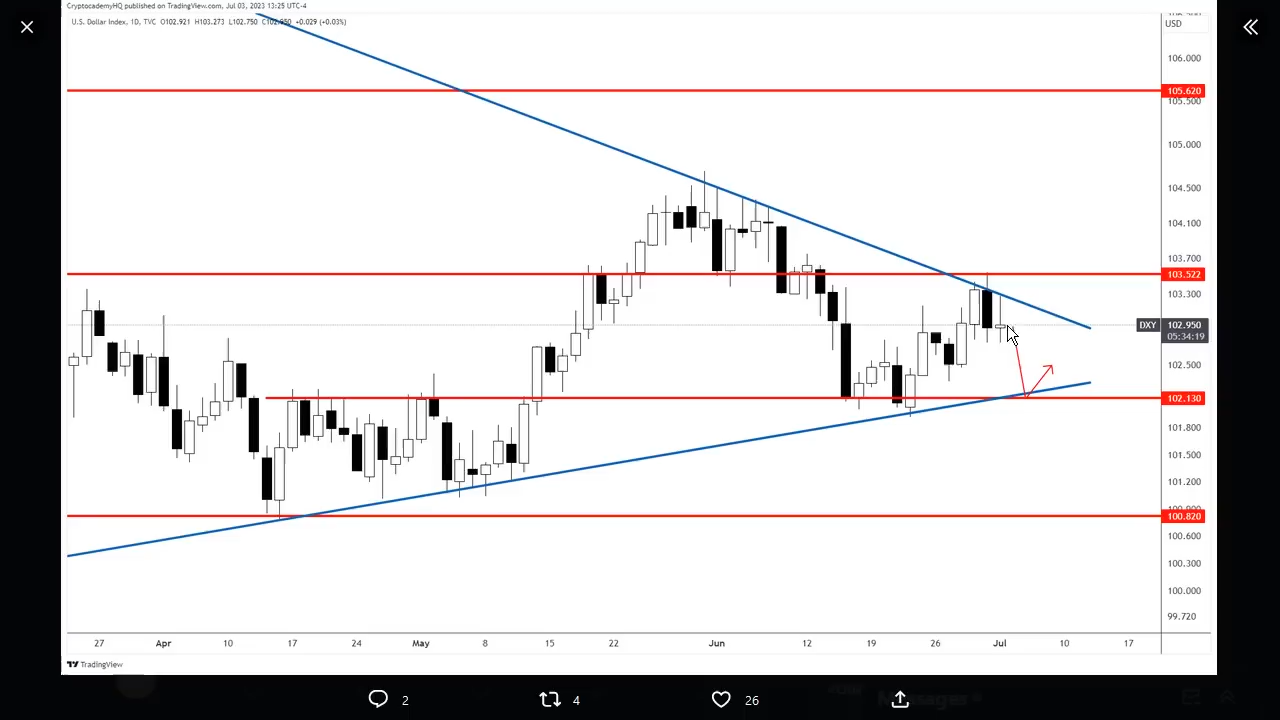 CryptocademyHQ published on TradingView.com, Jul 03, 2023 13:25 UTC-4
U.S. Dollar Index, 1D, TVC O102.921 H103.273 L102.750 C102.950 +0.029 (+0.03%)
USD
106.000
105.620
105.500
105.000
104.500
104.100
103.700
103.522
103.300
DXY 102.950
05:34:19
102.500
102.130
101.800
101.500
101.200
100.820
100.600
100.300
100.000
99.720
27 Apr 10 17 24 May 8 15 22 Jun 12 19 26 Jul 10 17
TradingView
2 4 26